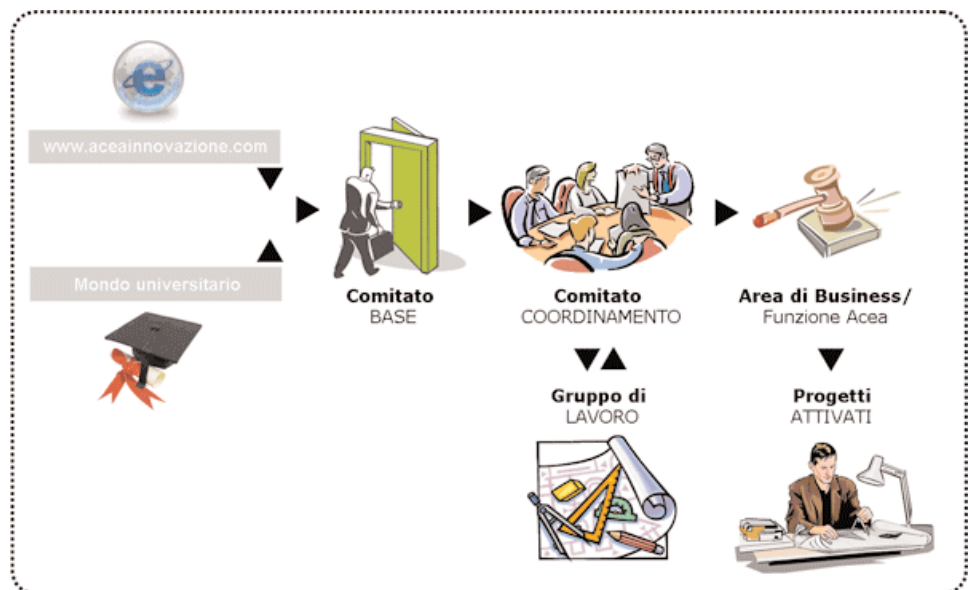 e
www.aceainnovazione.com
Mondo universitario
Comitato
BASE
Comitato
COORDINAMENTO
Area di Business/
Funzione Acea
Gruppo di
LAVORO
Progetti
ATTIVATI